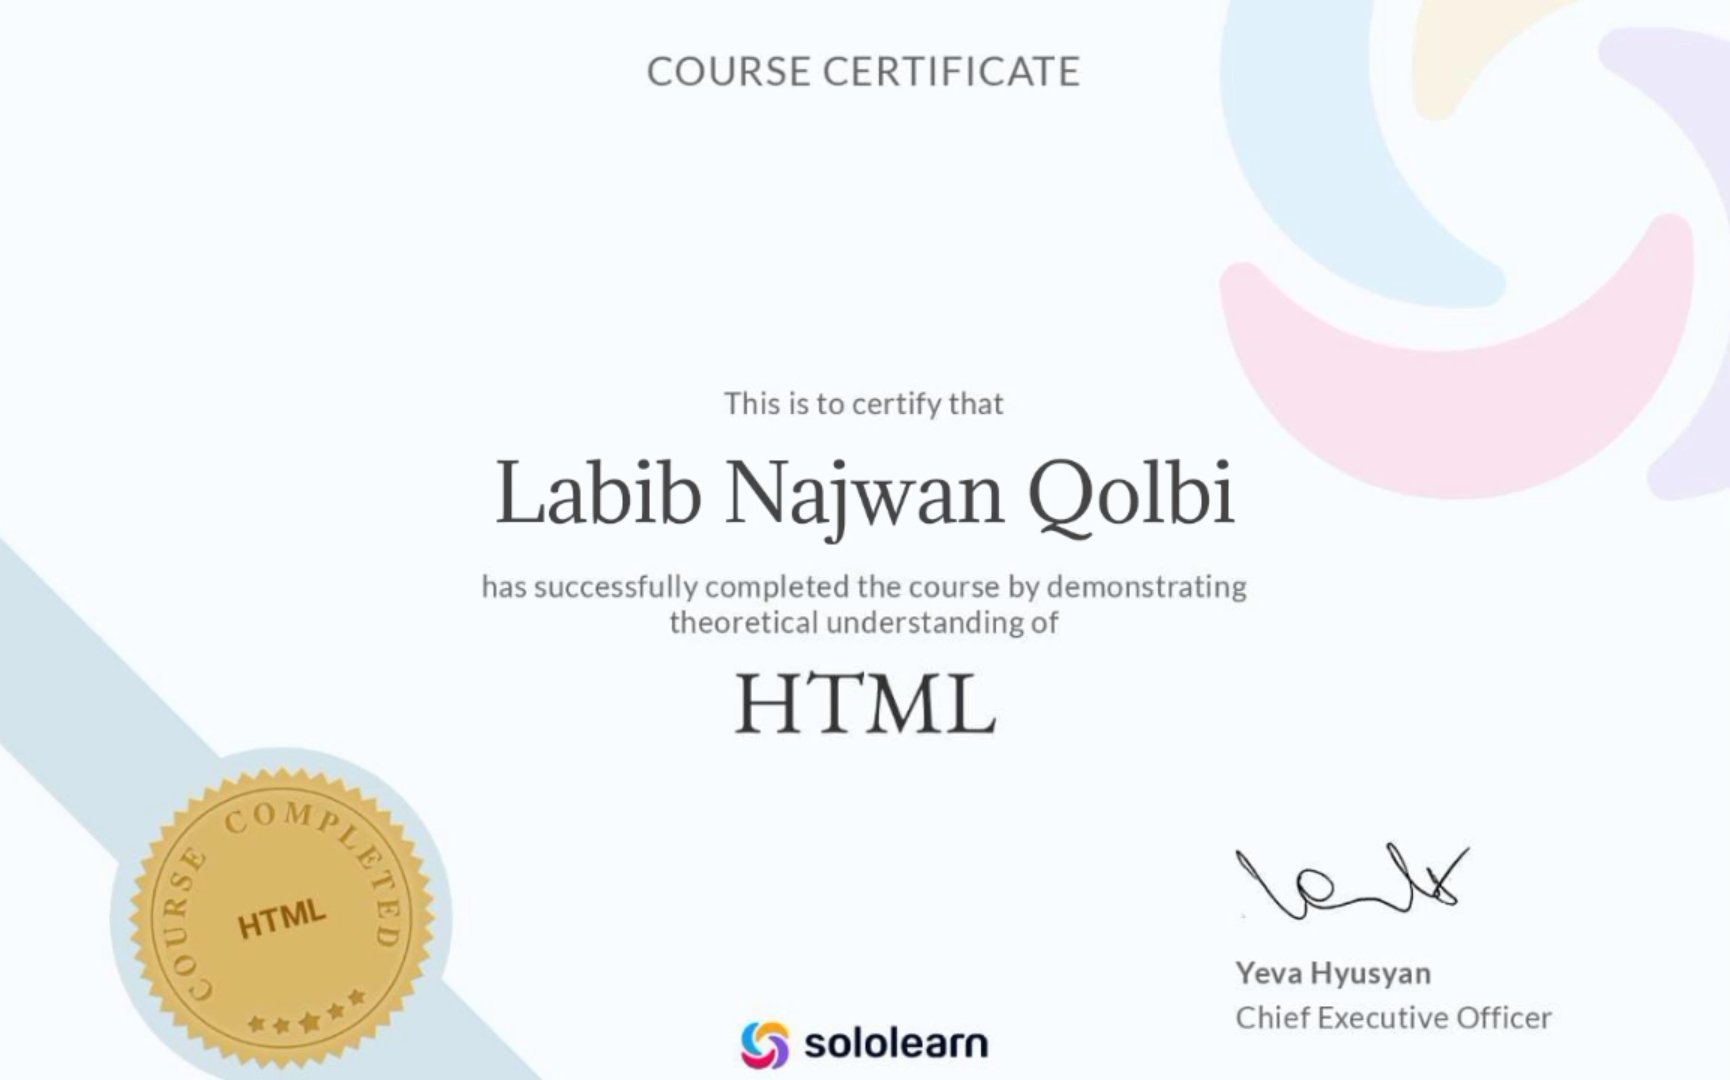 COURSE CERTIFICATE
This is to certify that
Labib Najwan Qolbi
has successfully completed the course by demonstrating
theoretical understanding of
HTML
COURSE COMPLETED
HTML
Yeva Hyusyan
Chief Executive Officer
sololearn